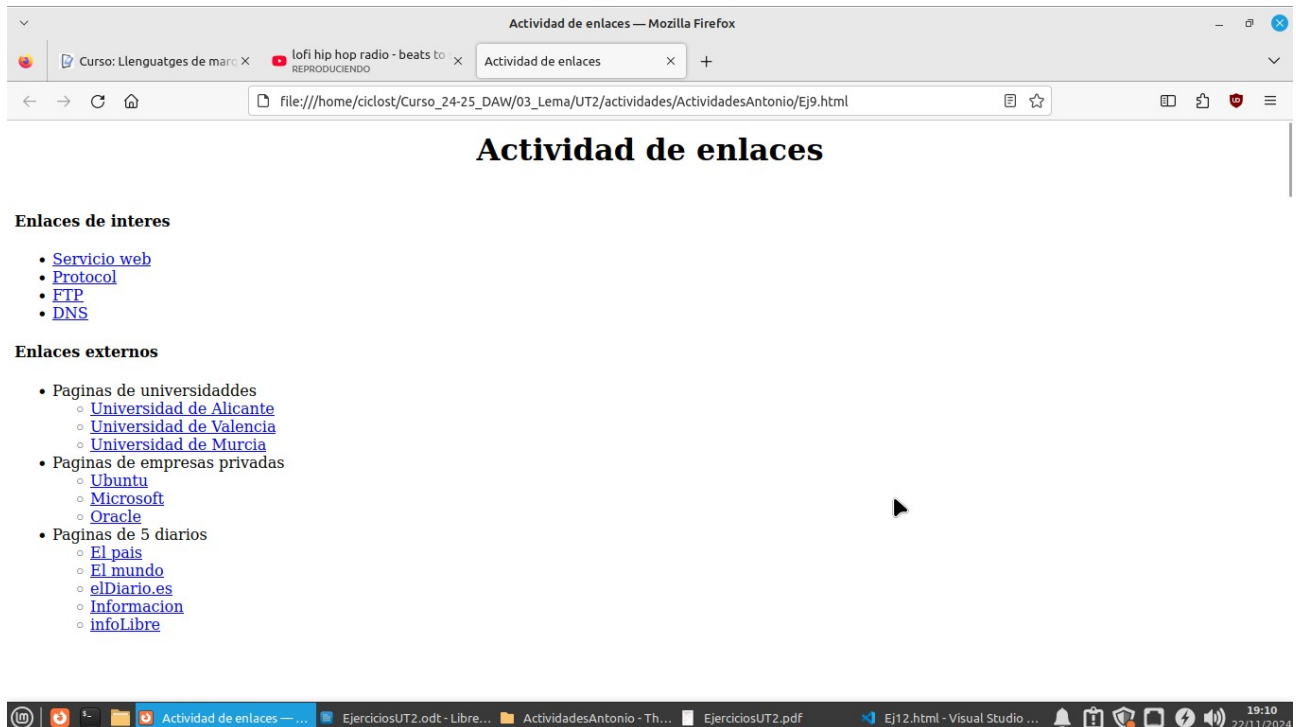 Actividad de enlaces — Mozilla Firefox
Curso: Llenguatges de marc
lofi hip hop radio - beats to
REPRODUCIENDO
Actividad de enlaces
file:///home/ciclost/Curso_24-25_DAW/03_Lema/UT2/actividades/ActividadesAntonio/Ej9.html
Actividad de enlaces
Enlaces de interes
Servicio web
Protocol
FTP
DNS
Enlaces externos
Paginas de universidaddes
Universidad de Alicante
Universidad de Valencia
Universidad de Murcia
Paginas de empresas privadas
Ubuntu
Microsoft
Oracle
Paginas de 5 diarios
El pais
El mundo
elDiario.es
Informacion
infoLibre
Actividad de enlaces — ... EjerciciosUT2.odt - Libre... ActividadesAntonio - Th... EjerciciosUT2.pdf Ej12.html - Visual Studio ... 19:10
22/11/2024